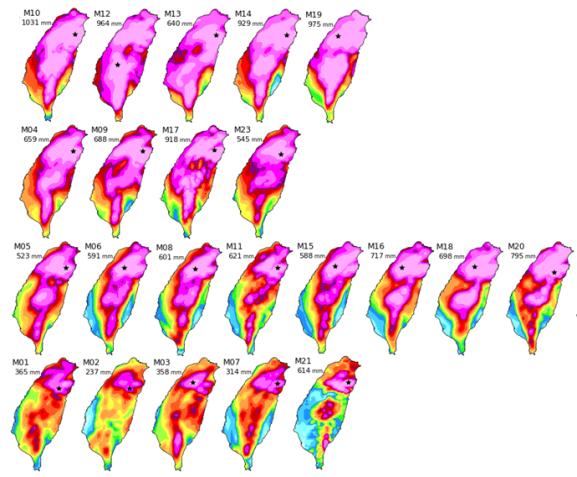 M10
1031 mm
M12
964 mm
M13
640 mm
M14
929 mm
M19
975 mm
M04
659 mm
M09
688 mm
M17
918 mm
M23
545 mm
M05
523 mm
M06
591 mm
M08
601 mm
M11
621 mm
M15
588 mm
M16
717 mm
M18
698 mm
M20
795 mm
M01
365 mm
M02
237 mm
M03
358 mm
M07
314 mm
M21
614 mm